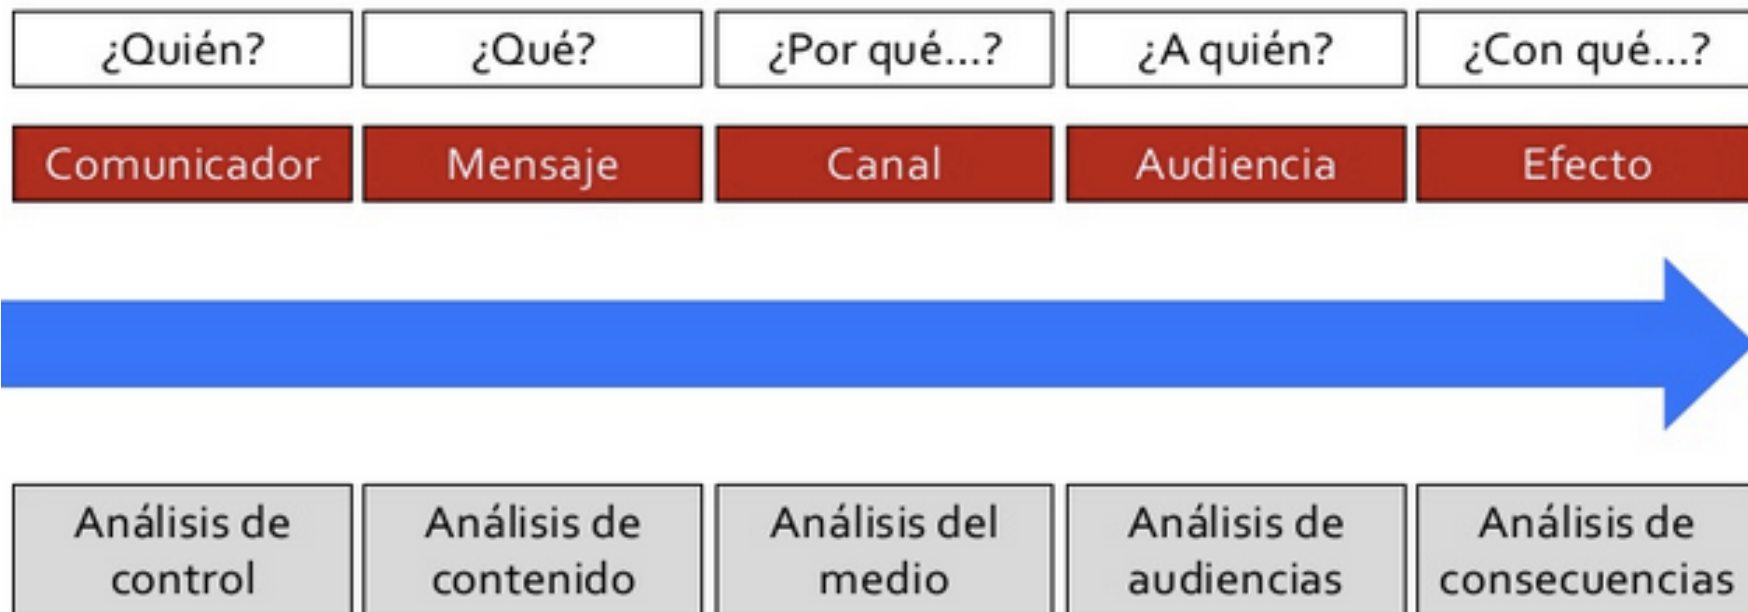 ¿Quién? ¿Qué? ¿Por qué...? ¿A quién? ¿Con qué...?
Comunicador Mensaje Canal Audiencia Efecto
Análisis de control
Análisis de contenido
Análisis del medio
Análisis de audiencias
Análisis de consecuencias